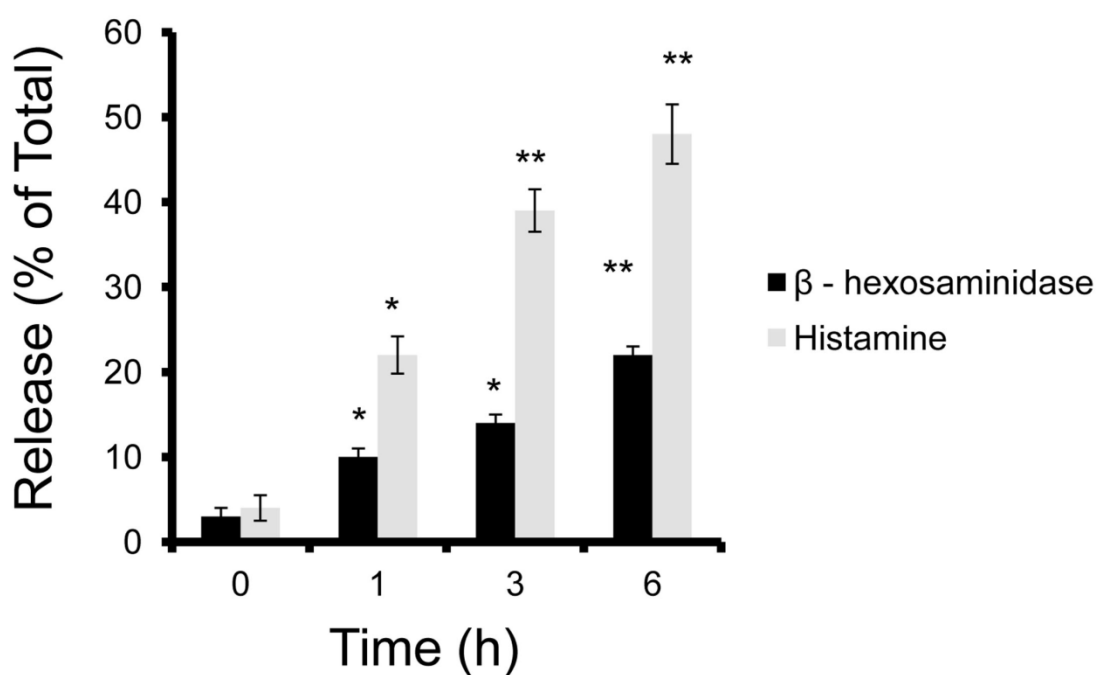 Release (% of Total)
60
50
40
30
20
10
0
*
*
*
**
**
**
0 1 3 6
Time (h)
β - hexosaminidase
Histamine